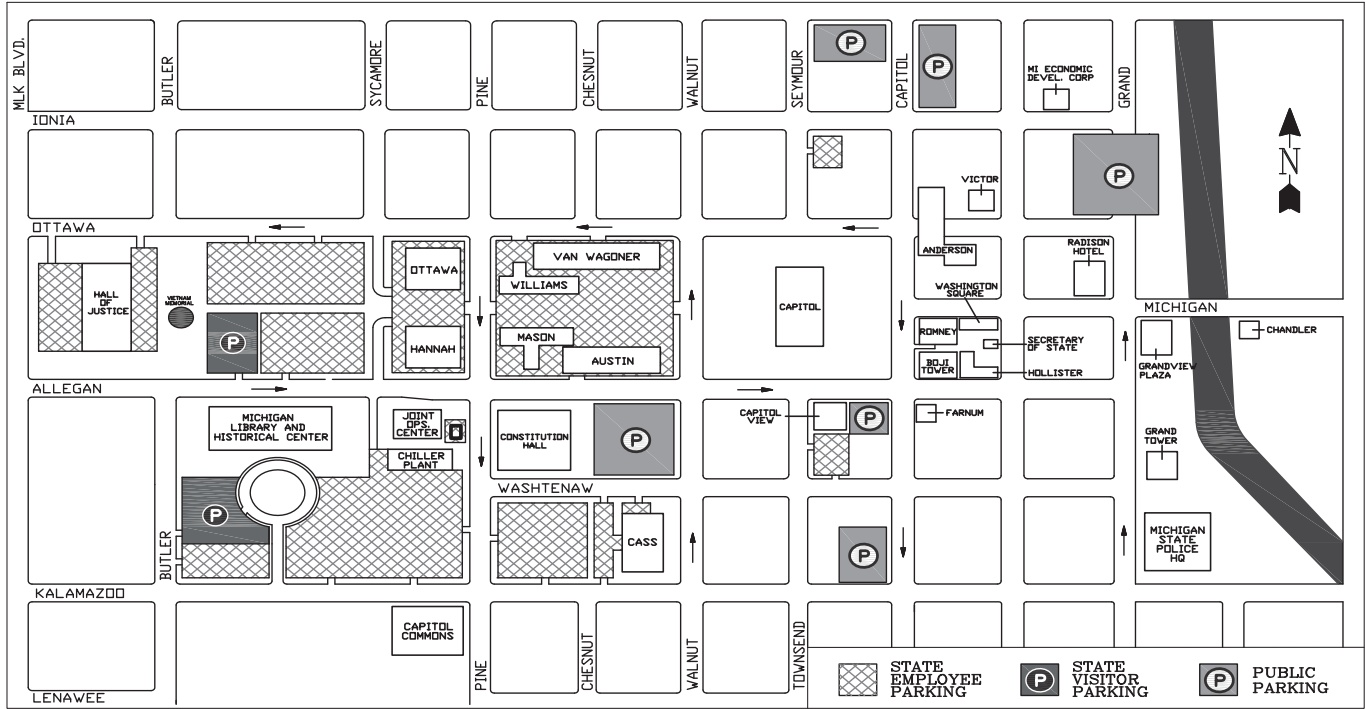 MLK BLVD.
BUTLER
SYCAMORE
PINE
CHESNUT
WALNUT
SEYMOUR
CAPITOL
GRAND
P
P
MI ECONOMIC
DEVEL. CORP
IONIA
P
N
VICTOR
OTTAWA
ANDERSON
RADISON
HOTEL
OTTAWA
VAN WAGONER
WILLIAMS
HALL
OF
JUSTICE
VIETNAM
MEMORIAL
CAPITOL
WASHINGTON
SQUARE
MICHIGAN
P
HANNAH
MASON
AUSTIN
ROMNEY
SECRETARY
OF STATE
BOJI
TOWER
HOLLISTER
GRANDVIEW
PLAZA
CHANDLER
ALLEGAN
MICHIGAN
LIBRARY AND
HISTORICAL CENTER
JOINT
OPS.
CENTER
CHILLER
PLANT
CONSTITUTION
HALL
P
CAPITOL
VIEW
P
FARNUM
GRAND
TOWER
WASHTENAW
P
BUTLER
CASS
P
MICHIGAN
STATE
POLICE
HQ
KALAMAZOO
CAPITOL
COMMONS
PINE
CHESNUT
WALNUT
TOWNSEND
LENAWEE
STATE
EMPLOYEE
PARKING
P
STATE
VISITOR
PARKING
P
PUBLIC
PARKING